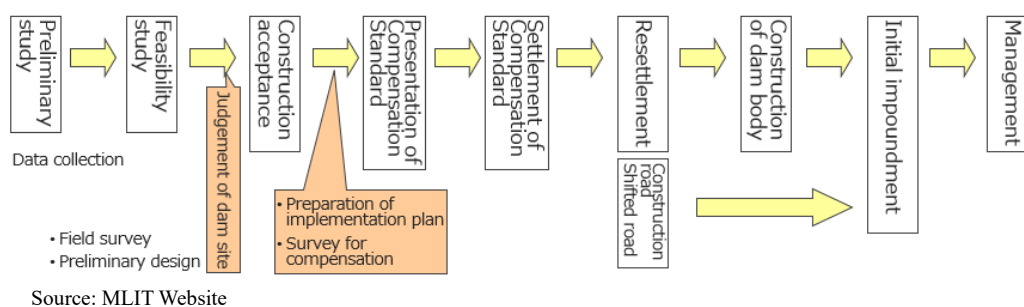 Preliminary
study
Feasibility
study
Construction
acceptance
Presentation of
Compensation
Standard
Settlement of
Compensation
Standard
Resettlement
Construction
of dam body
Initial impoundment
Management
Judgement of dam site
Construction
road
Shifted road
Data collection
• Preparation of
implementation plan
• Survey for
compensation
• Field survey
• Preliminary design
Source: MLIT Website